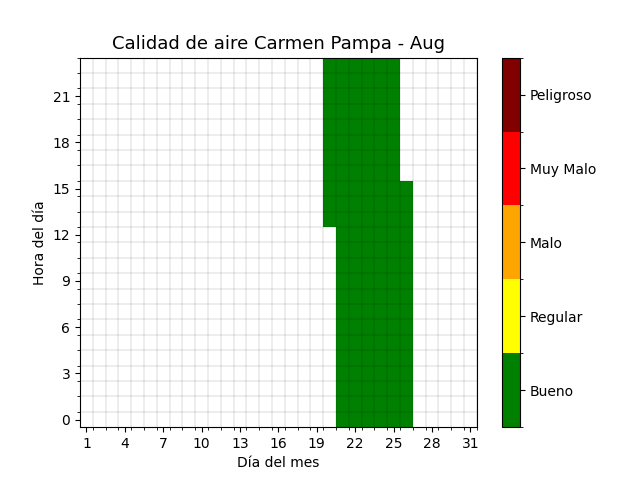 Calidad de aire Carmen Pampa - Aug
Hora del día
21
18
15
12
9
6
3
0
1 4 7 10 13 16 19 22 25 28 31
Día del mes
Peligroso
Muy Malo
Malo
Regular
Bueno